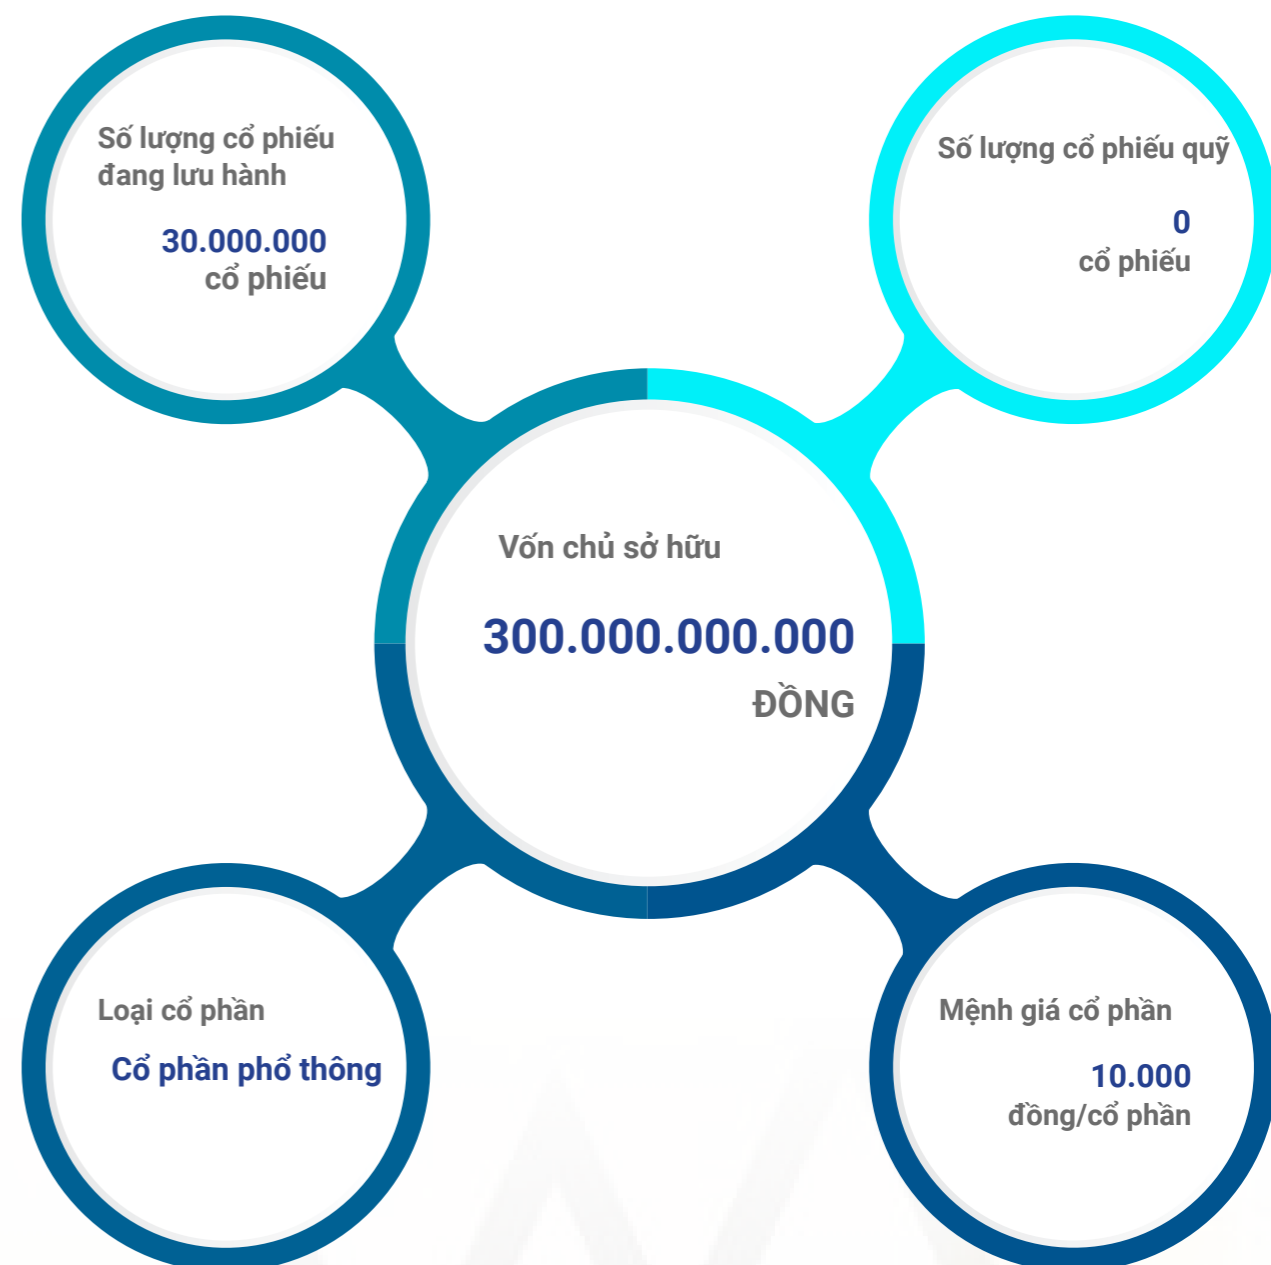 Số lượng cổ phiếu
đang lưu hành
30.000.000
cổ phiếu
Số lượng cổ phiếu quỹ
0
cổ phiếu
Vốn chủ sở hữu
300.000.000.000
ĐỒNG
Loại cổ phần
Cổ phần phổ thông
Mệnh giá cổ phần
10.000
đồng/cổ phần